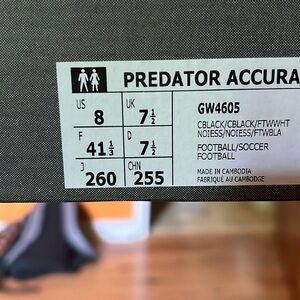 PREDATOR ACCURA
US UK
8 7½
F D
41⅓ 7½
J CHN
260 255
GW4605
CBLACK/CBLACK/FTWWHT
NOIESS/NOIESS/FTWBLA
FOOTBALL/SOCCER
FOOTBALL
MADE IN CAMBODIA
FABRIQUÉ AU CAMBODGE